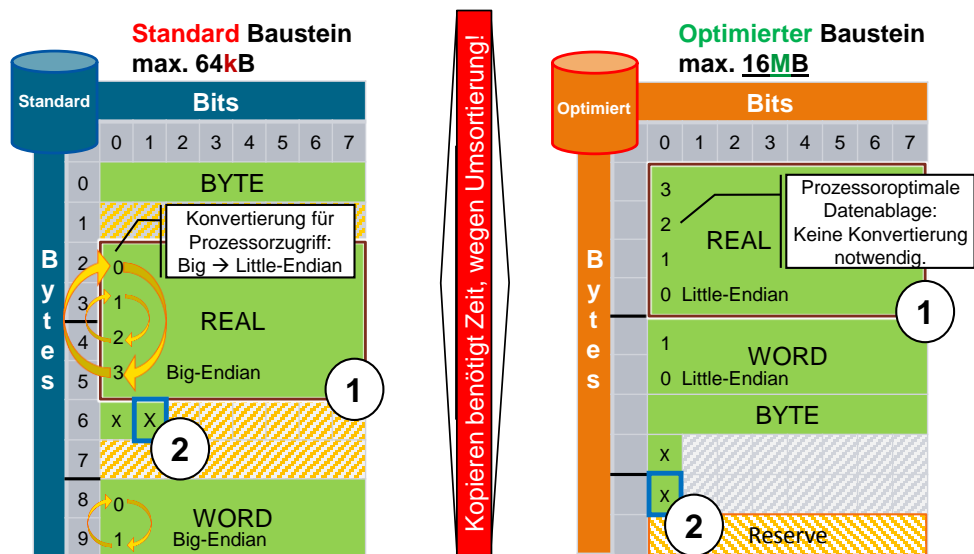 Standard Baustein
max. 64kB
Standard
Bits
0 1 2 3 4 5 6 7
Bytes
0 BYTE
1
Konvertierung für
Prozessorzugriff:
Big → Little-Endian
2 0
3 1
REAL
4 2
5 3 Big-Endian
1
6 x X
2
7
8 0
WORD
9 1 Big-Endian
Kopieren benötigt Zeit, wegen Umsortierung!
Optimierter Baustein
max. 16MB
Optimiert
Bits
0 1 2 3 4 5 6 7
Bytes
3
2
REAL
1
0 Little-Endian
Prozessoroptimale
Datenablage:
Keine Konvertierung
notwendig.
1
1
WORD
0 Little-Endian
BYTE
x
x
2
Reserve